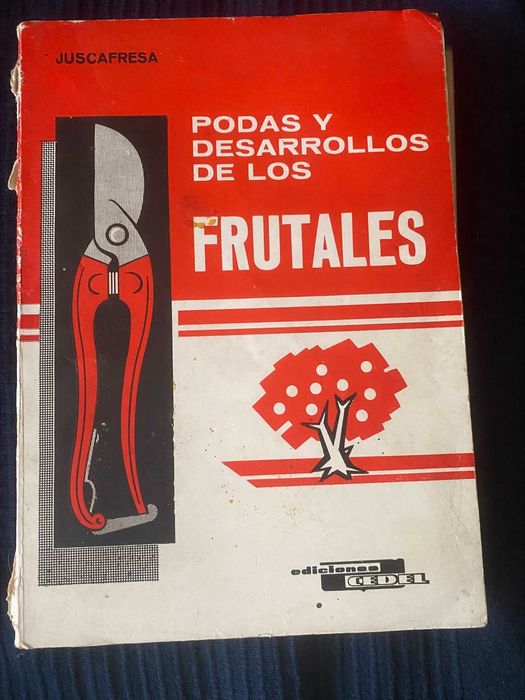 JUSCAFRESA
PODAS Y
DESARROLLOS
DE LOS
FRUTALES
ediciones
CEDEL